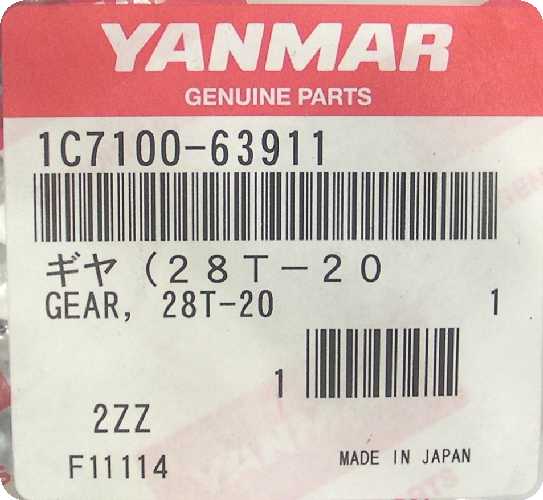 YANMAR
GENUINE PARTS
1C7100-63911
ギヤ（２８Ｔ－２０
GEAR, 28T-20 1
1
2ZZ
F11114 MADE IN JAPAN